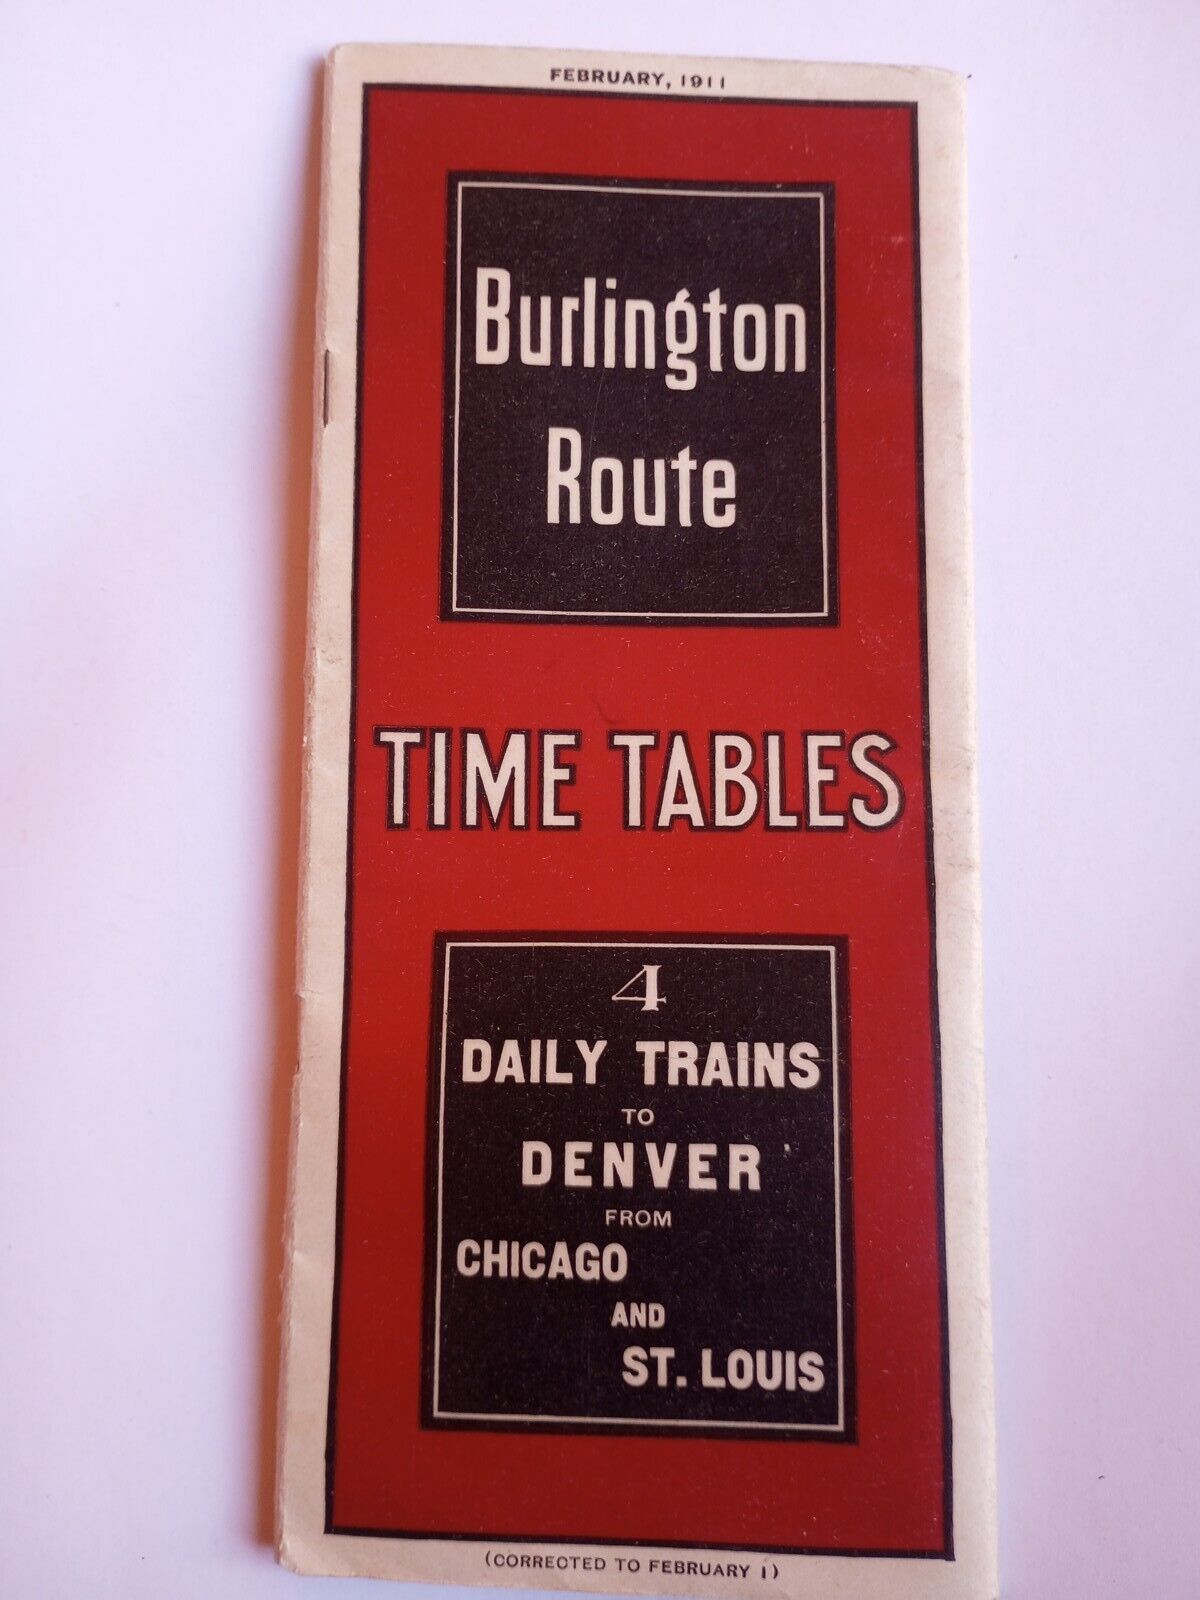 FEBRUARY, 1911
Burlington
Route
TIME TABLES
4
DAILY TRAINS
TO
DENVER
FROM
CHICAGO
AND
ST. LOUIS
(CORRECTED TO FEBRUARY 1)